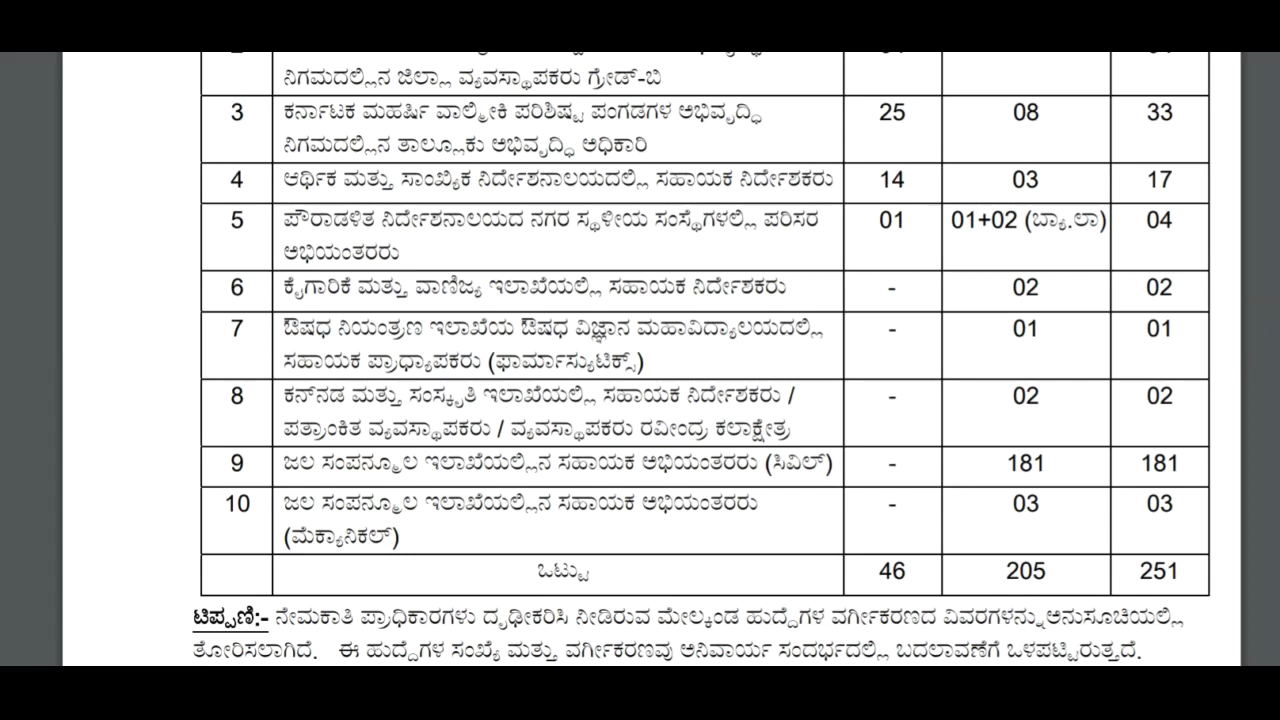 ನಿಗಮದಲ್ಲಿನ ಜಿಲ್ಲಾ ವ್ಯವಸ್ಥಾಪಕರು ಗ್ರೇಡ್-ಬಿ
3 ಕರ್ನಾಟಕ ಮಹರ್ಷಿ ವಾಲ್ಮೀಕಿ ಪರಿಶಿಷ್ಟ ಪಂಗಡಗಳ ಅಭಿವೃದ್ಧಿ 25 08 33
ನಿಗಮದಲ್ಲಿನ ತಾಲ್ಲೂಕು ಅಭಿವೃದ್ಧಿ ಅಧಿಕಾರಿ
4 ಆರ್ಥಿಕ ಮತ್ತು ಸಾಂಖ್ಯಿಕ ನಿರ್ದೇಶನಾಲಯದಲ್ಲಿ ಸಹಾಯಕ ನಿರ್ದೇಶಕರು 14 03 17
5 ಪೌರಾಡಳಿತ ನಿರ್ದೇಶನಾಲಯದ ನಗರ ಸ್ಥಳೀಯ ಸಂಸ್ಥೆಗಳಲ್ಲಿ ಪರಿಸರ 01 01+02 (ಬ್ಯಾ.ಲಾ) 04
ಅಭಿಯಂತರರು
6 ಕೈಗಾರಿಕೆ ಮತ್ತು ವಾಣಿಜ್ಯ ಇಲಾಖೆಯಲ್ಲಿ ಸಹಾಯಕ ನಿರ್ದೇಶಕರು - 02 02
7 ಔಷಧ ನಿಯಂತ್ರಣ ಇಲಾಖೆಯ ಔಷಧ ವಿಜ್ಞಾನ ಮಹಾವಿದ್ಯಾಲಯದಲ್ಲಿ - 01 01
ಸಹಾಯಕ ಪ್ರಾಧ್ಯಾಪಕರು (ಫಾರ್ಮಾಸ್ಯುಟಿಕ್ಸ್)
8 ಕನ್‌ನಡ ಮತ್ತು ಸಂಸ್ಕೃತಿ ಇಲಾಖೆಯಲ್ಲಿ ಸಹಾಯಕ ನಿರ್ದೇಶಕರು / - 02 02
ಪತ್ರಾಂಕಿತ ವ್ಯವಸ್ಥಾಪಕರು / ವ್ಯವಸ್ಥಾಪಕರು ರವೀಂದ್ರ ಕಲಾಕ್ಷೇತ್ರ
9 ಜಲ ಸಂಪನ್ಮೂಲ ಇಲಾಖೆಯಲ್ಲಿನ ಸಹಾಯಕ ಅಭಿಯಂತರರು (ಸಿವಿಲ್) - 181 181
10 ಜಲ ಸಂಪನ್ಮೂಲ ಇಲಾಖೆಯಲ್ಲಿನ ಸಹಾಯಕ ಅಭಿಯಂತರರು - 03 03
(ಮೆಕ್ಯಾನಿಕಲ್)
ಒಟ್ಟು 46 205 251
ಟಿಪ್ಪಣಿ:- ನೇಮಕಾತಿ ಪ್ರಾಧಿಕಾರಗಳು ದೃಢೀಕರಿಸಿ ನೀಡಿರುವ ಮೇಲ್ಕಂಡ ಹುದ್ದೆಗಳ ವರ್ಗೀಕರಣದ ವಿವರಗಳನ್ನು ಅನುಸೂಚಿಯಲ್ಲಿ
ತೋರಿಸಲಾಗಿದೆ. ಈ ಹುದ್ದೆಗಳ ಸಂಖ್ಯೆ ಮತ್ತು ವರ್ಗೀಕರಣವು ಅನಿವಾರ್ಯ ಸಂದರ್ಭದಲ್ಲಿ ಬದಲಾವಣೆಗೆ ಒಳಪಟ್ಟಿರುತ್ತದೆ.